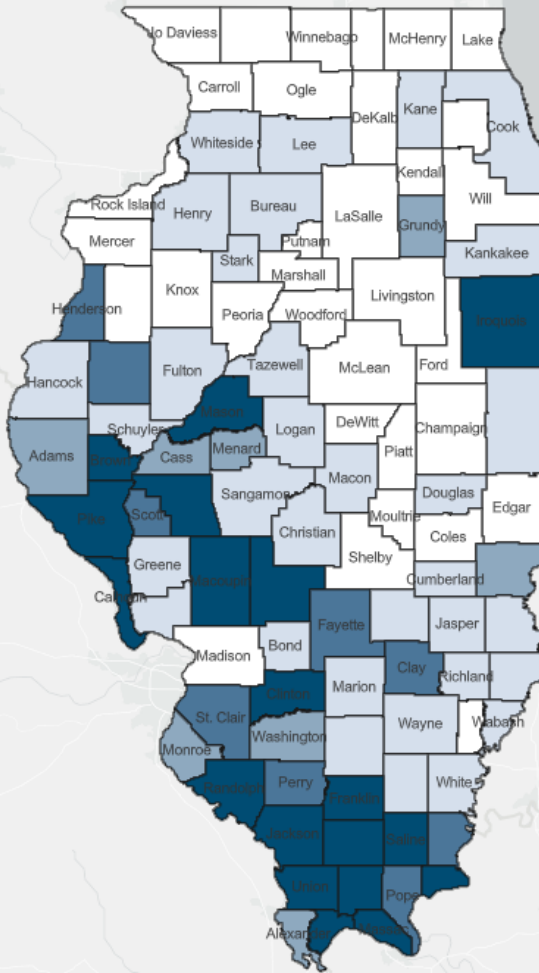 Jo Daviess
Winnebago
McHenry
Lake
Carroll
Ogle
DeKalb
Kane
Cook
Whiteside
Lee
Kendall
Will
Rock Island
Henry
Bureau
LaSalle
Grundy
Mercer
Putnam
Kankakee
Stark
Marshall
Henderson
Knox
Peoria
Woodford
Livingston
Iroquois
Hancock
Fulton
Tazewell
McLean
Ford
Mason
Schuyler
Logan
DeWitt
Champaign
Adams
Brown
Cass
Menard
Piatt
Macon
Sangamon
Douglas
Edgar
Pike
Scott
Moultrie
Christian
Coles
Greene
Shelby
Macoupin
Cumberland
Calhoun
Fayette
Jasper
Madison
Bond
Clay
Richland
Marion
Clinton
St. Clair
Wayne
Wabash
Washington
Monroe
Randolph
Perry
White
Franklin
Jackson
Saline
Union
Pope
Alexander
Massac